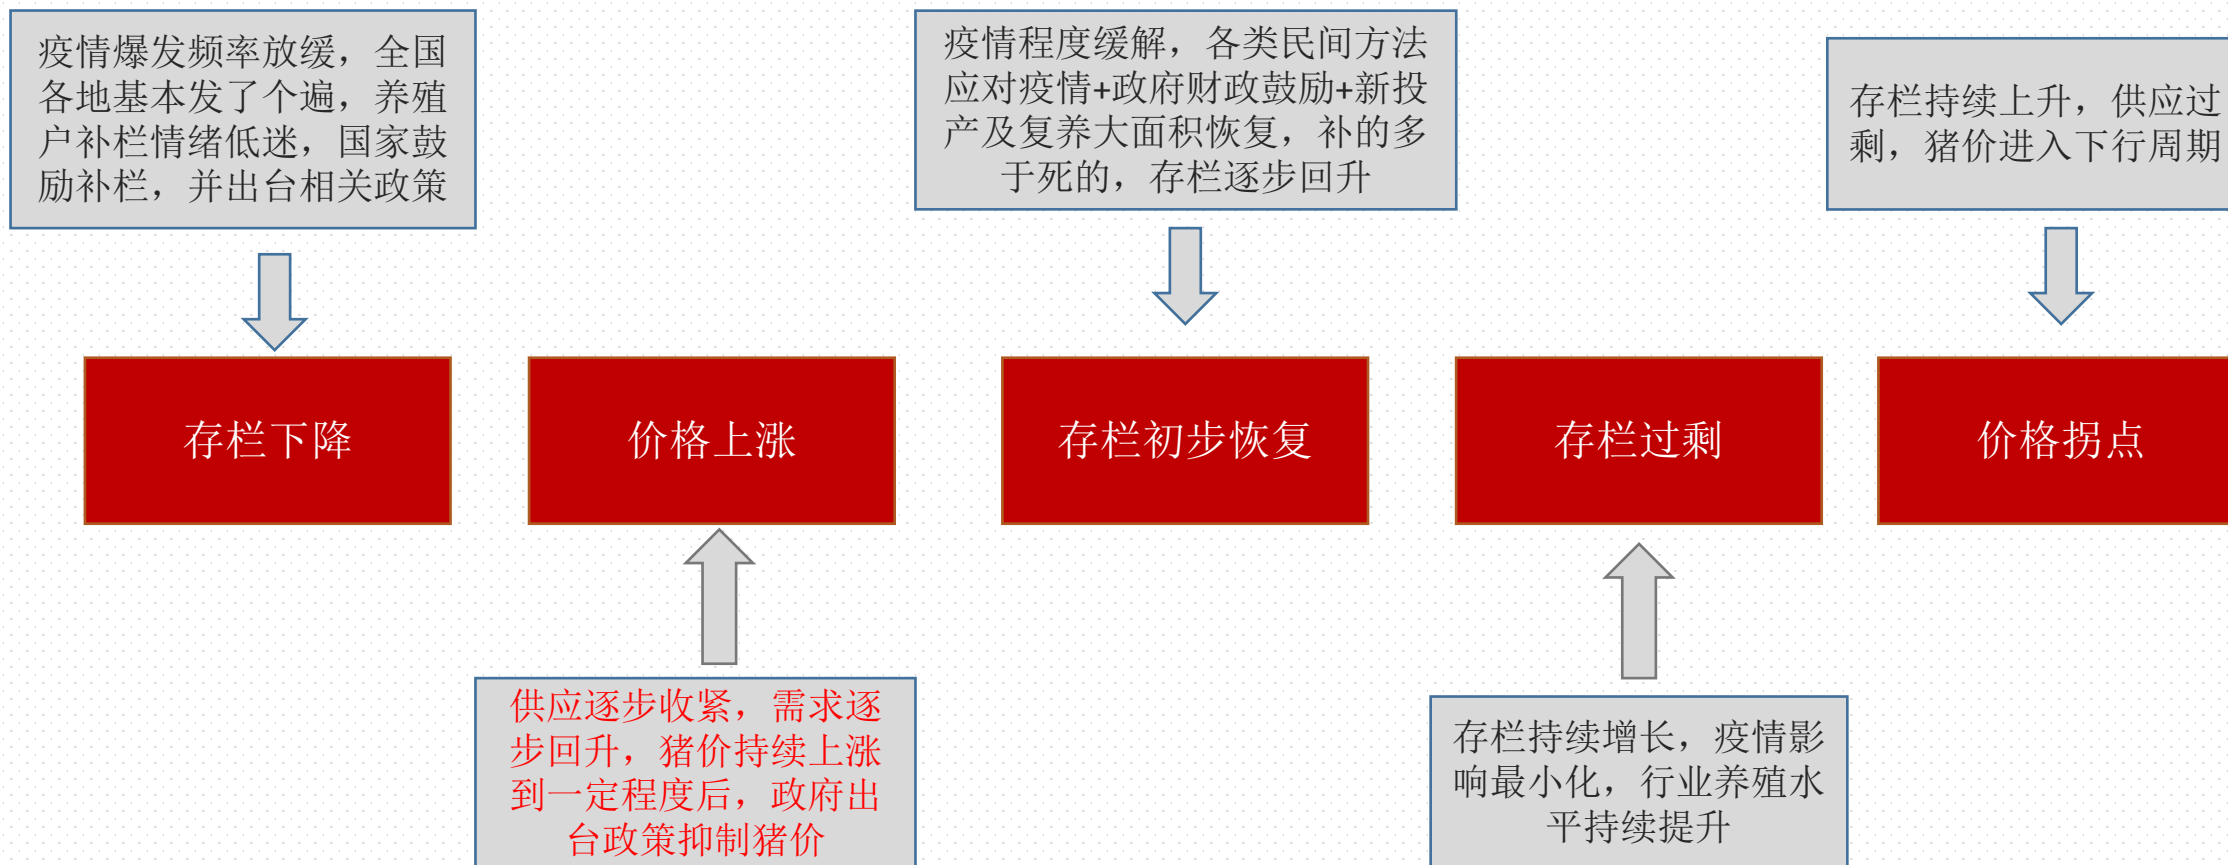 疫情爆发频率放缓，全国
各地基本发了个遍，养殖
户补栏情绪低迷，国家鼓
励补栏，并出台相关政策
疫情程度缓解，各类民间方法
应对疫情+政府财政鼓励+新投
产及复养大面积恢复，补的多
于死的，存栏逐步回升
存栏持续上升，供应过
剩，猪价进入下行周期
存栏下降
价格上涨
存栏初步恢复
存栏过剩
价格拐点
供应逐步收紧，需求逐
步回升，猪价持续上涨
到一定程度后，政府出
台政策抑制猪价
存栏持续增长，疫情影
响最小化，行业养殖水
平持续提升